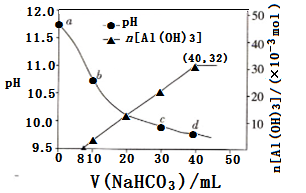 12.0
11.5
11.0
10.5
10.0
9.5
pH
a
b
c
d
pH
n[Al(OH)3]
(40,32)
50
40
30
20
10
n[Al(OH)3]/(×10⁻³mol)
0 8 10 20 30 40 50
V(NaHCO3)/mL